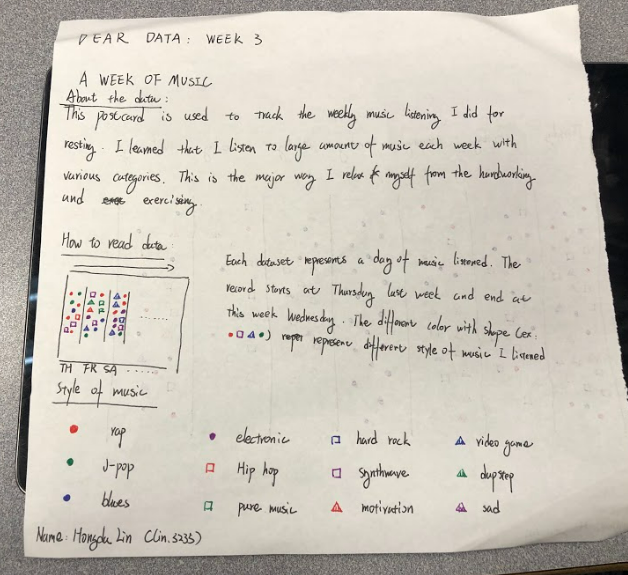 DEAR DATA: WEEK 3
A WEEK OF MUSIC
About the data:
This postcard is used to track the weekly music listening I did for
resting. I learned that I listen to large amount of music each week with
various categories. This is the major way I relax myself from the hardworking
and exercising.
How to read data
Each dataset represents a day of music listened. The
record starts at Thursday last week and end at
this week Wednesday. The different color with shape (ex.
) represent different style of music I listened
TH FR SA ......
Style of music
rap electronic hard rock video game
J-pop Hip hop Synthwave dupstep
blues pure music motivation sad
Name: Hongda Lin (lin.3235)